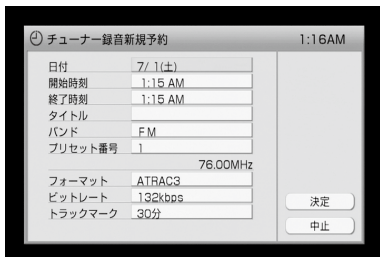 チューナー録音新規予約 1:16AM
日付 7/ 1(土)
開始時刻 1:15 AM
終了時刻 1:15 AM
タイトル
バンド FM
プリセット番号 1
76.00MHz
フォーマット ATRAC3
ビットレート 132kbps
トラックマーク 30分
決定
中止